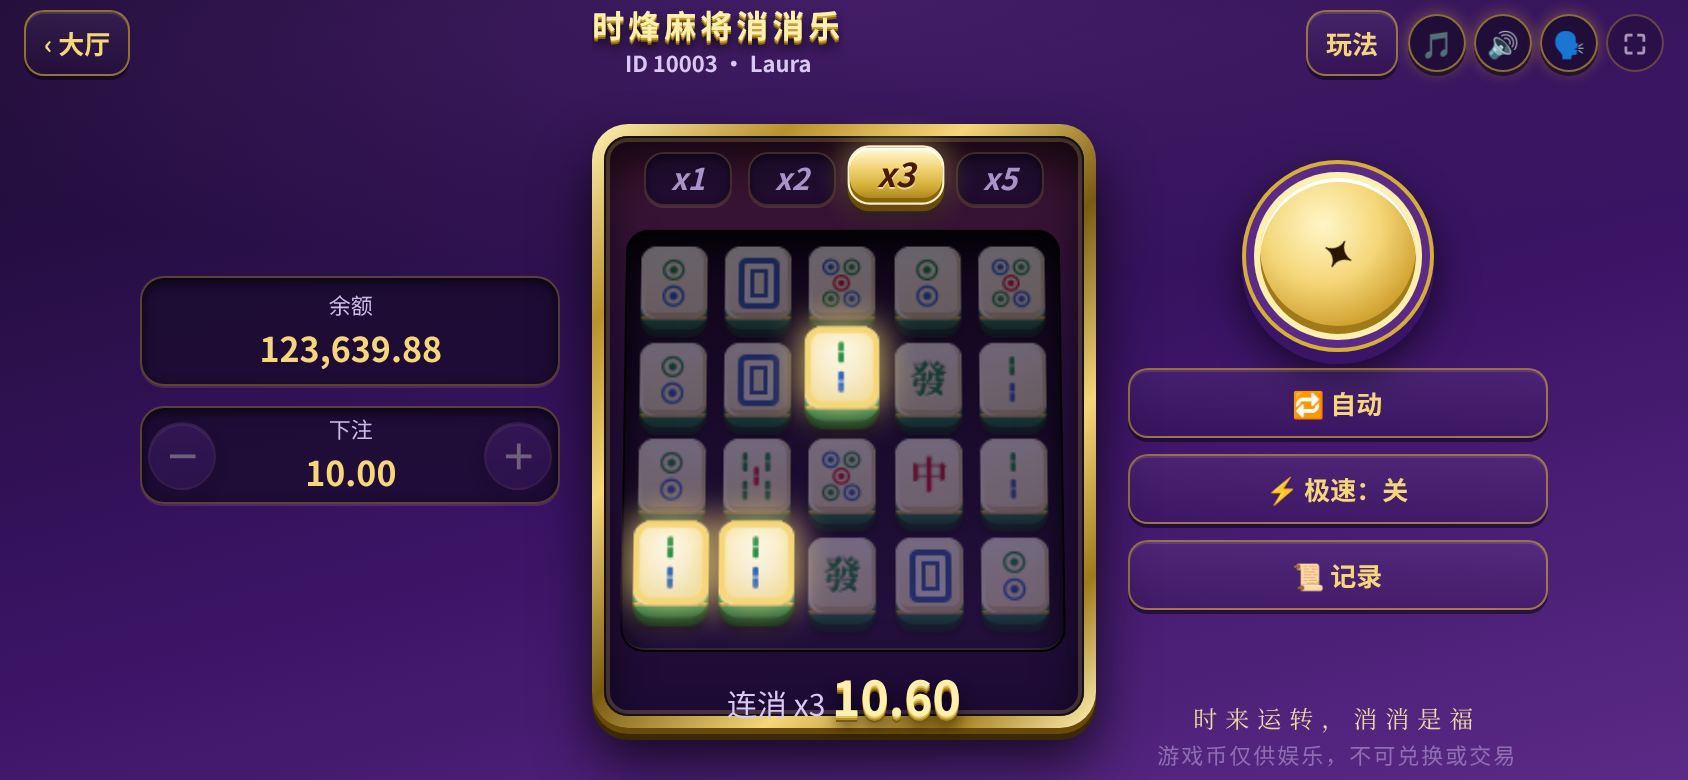 ‹ 大厅
时烽麻将消消乐
ID 10003 • Laura
玩法
x1 x2 x3 x5
余额
123,639.88
下注
− 10.00 +
發
中
發
连消 x3 10.60
自动
极速：关
记录
时来运转，消消是福
游戏币仅供娱乐，不可兑换或交易